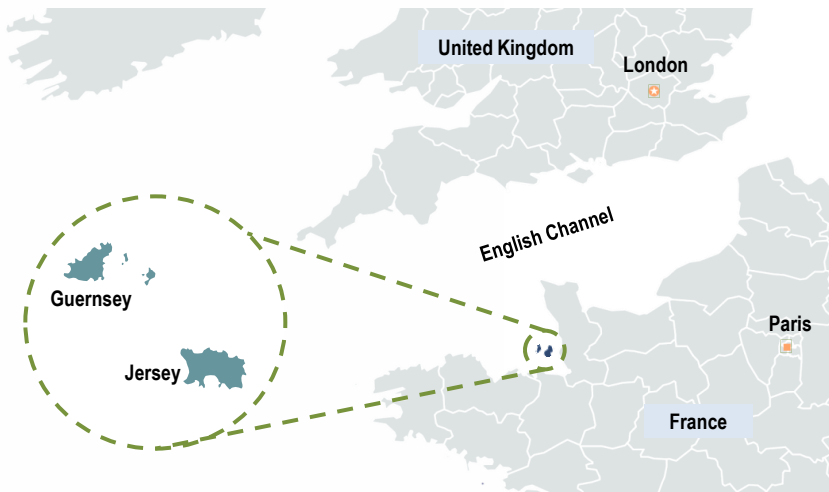 United Kingdom
London
English Channel
Guernsey
Jersey
Paris
France